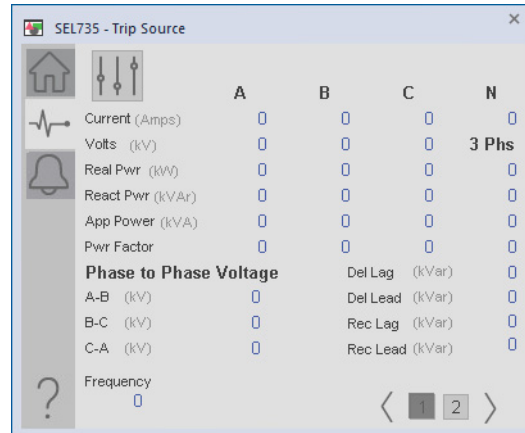 SEL735 - Trip Source
A B C N
Current (Amps) 0 0 0 0
Volts (kV) 0 0 0 3 Phs
Real Pwr (kW) 0 0 0 0
React Pwr (kVAr) 0 0 0 0
App Power (kVA) 0 0 0 0
Pwr Factor 0 0 0 0
Phase to Phase Voltage Del Lag (kVar) 0
A-B (kV) 0 Del Lead (kVar) 0
B-C (kV) 0 Rec Lag (kVar) 0
C-A (kV) 0 Rec Lead (kVar) 0
Frequency
0
1 2
?